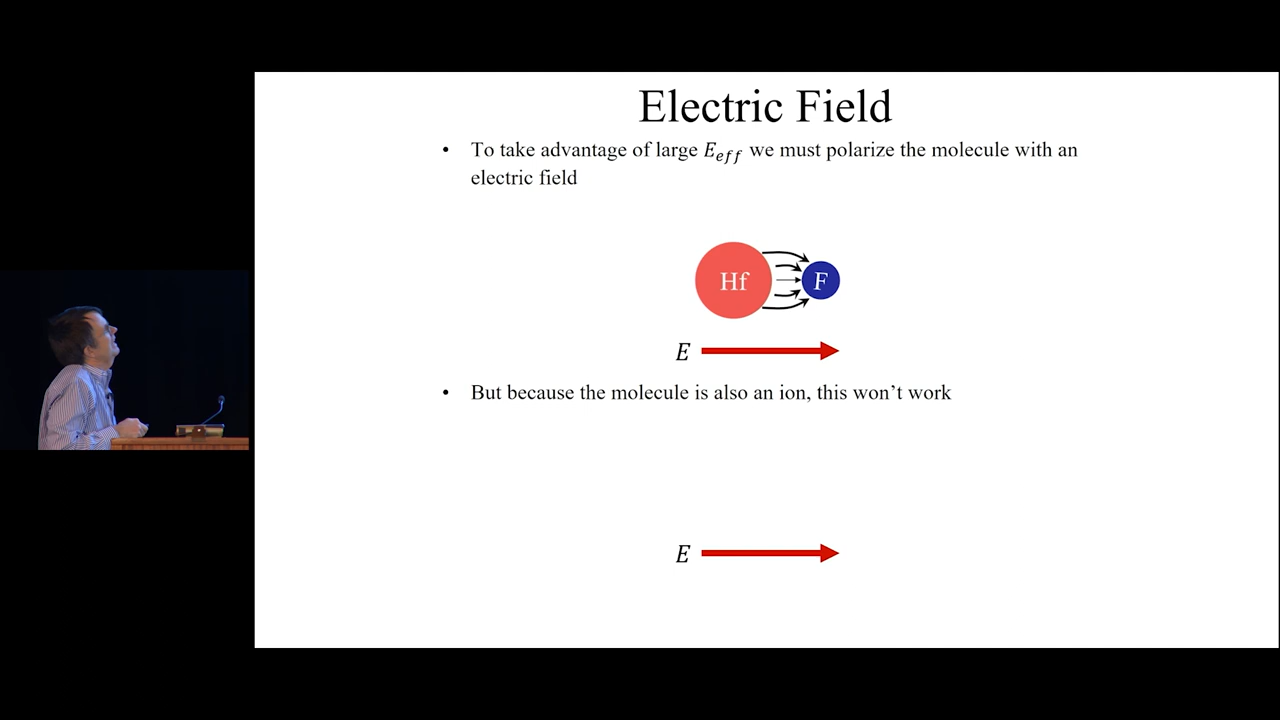 Electric Field
• To take advantage of large E_eff we must polarize the molecule with an
electric field
Hf F
E
• But because the molecule is also an ion, this won't work
E